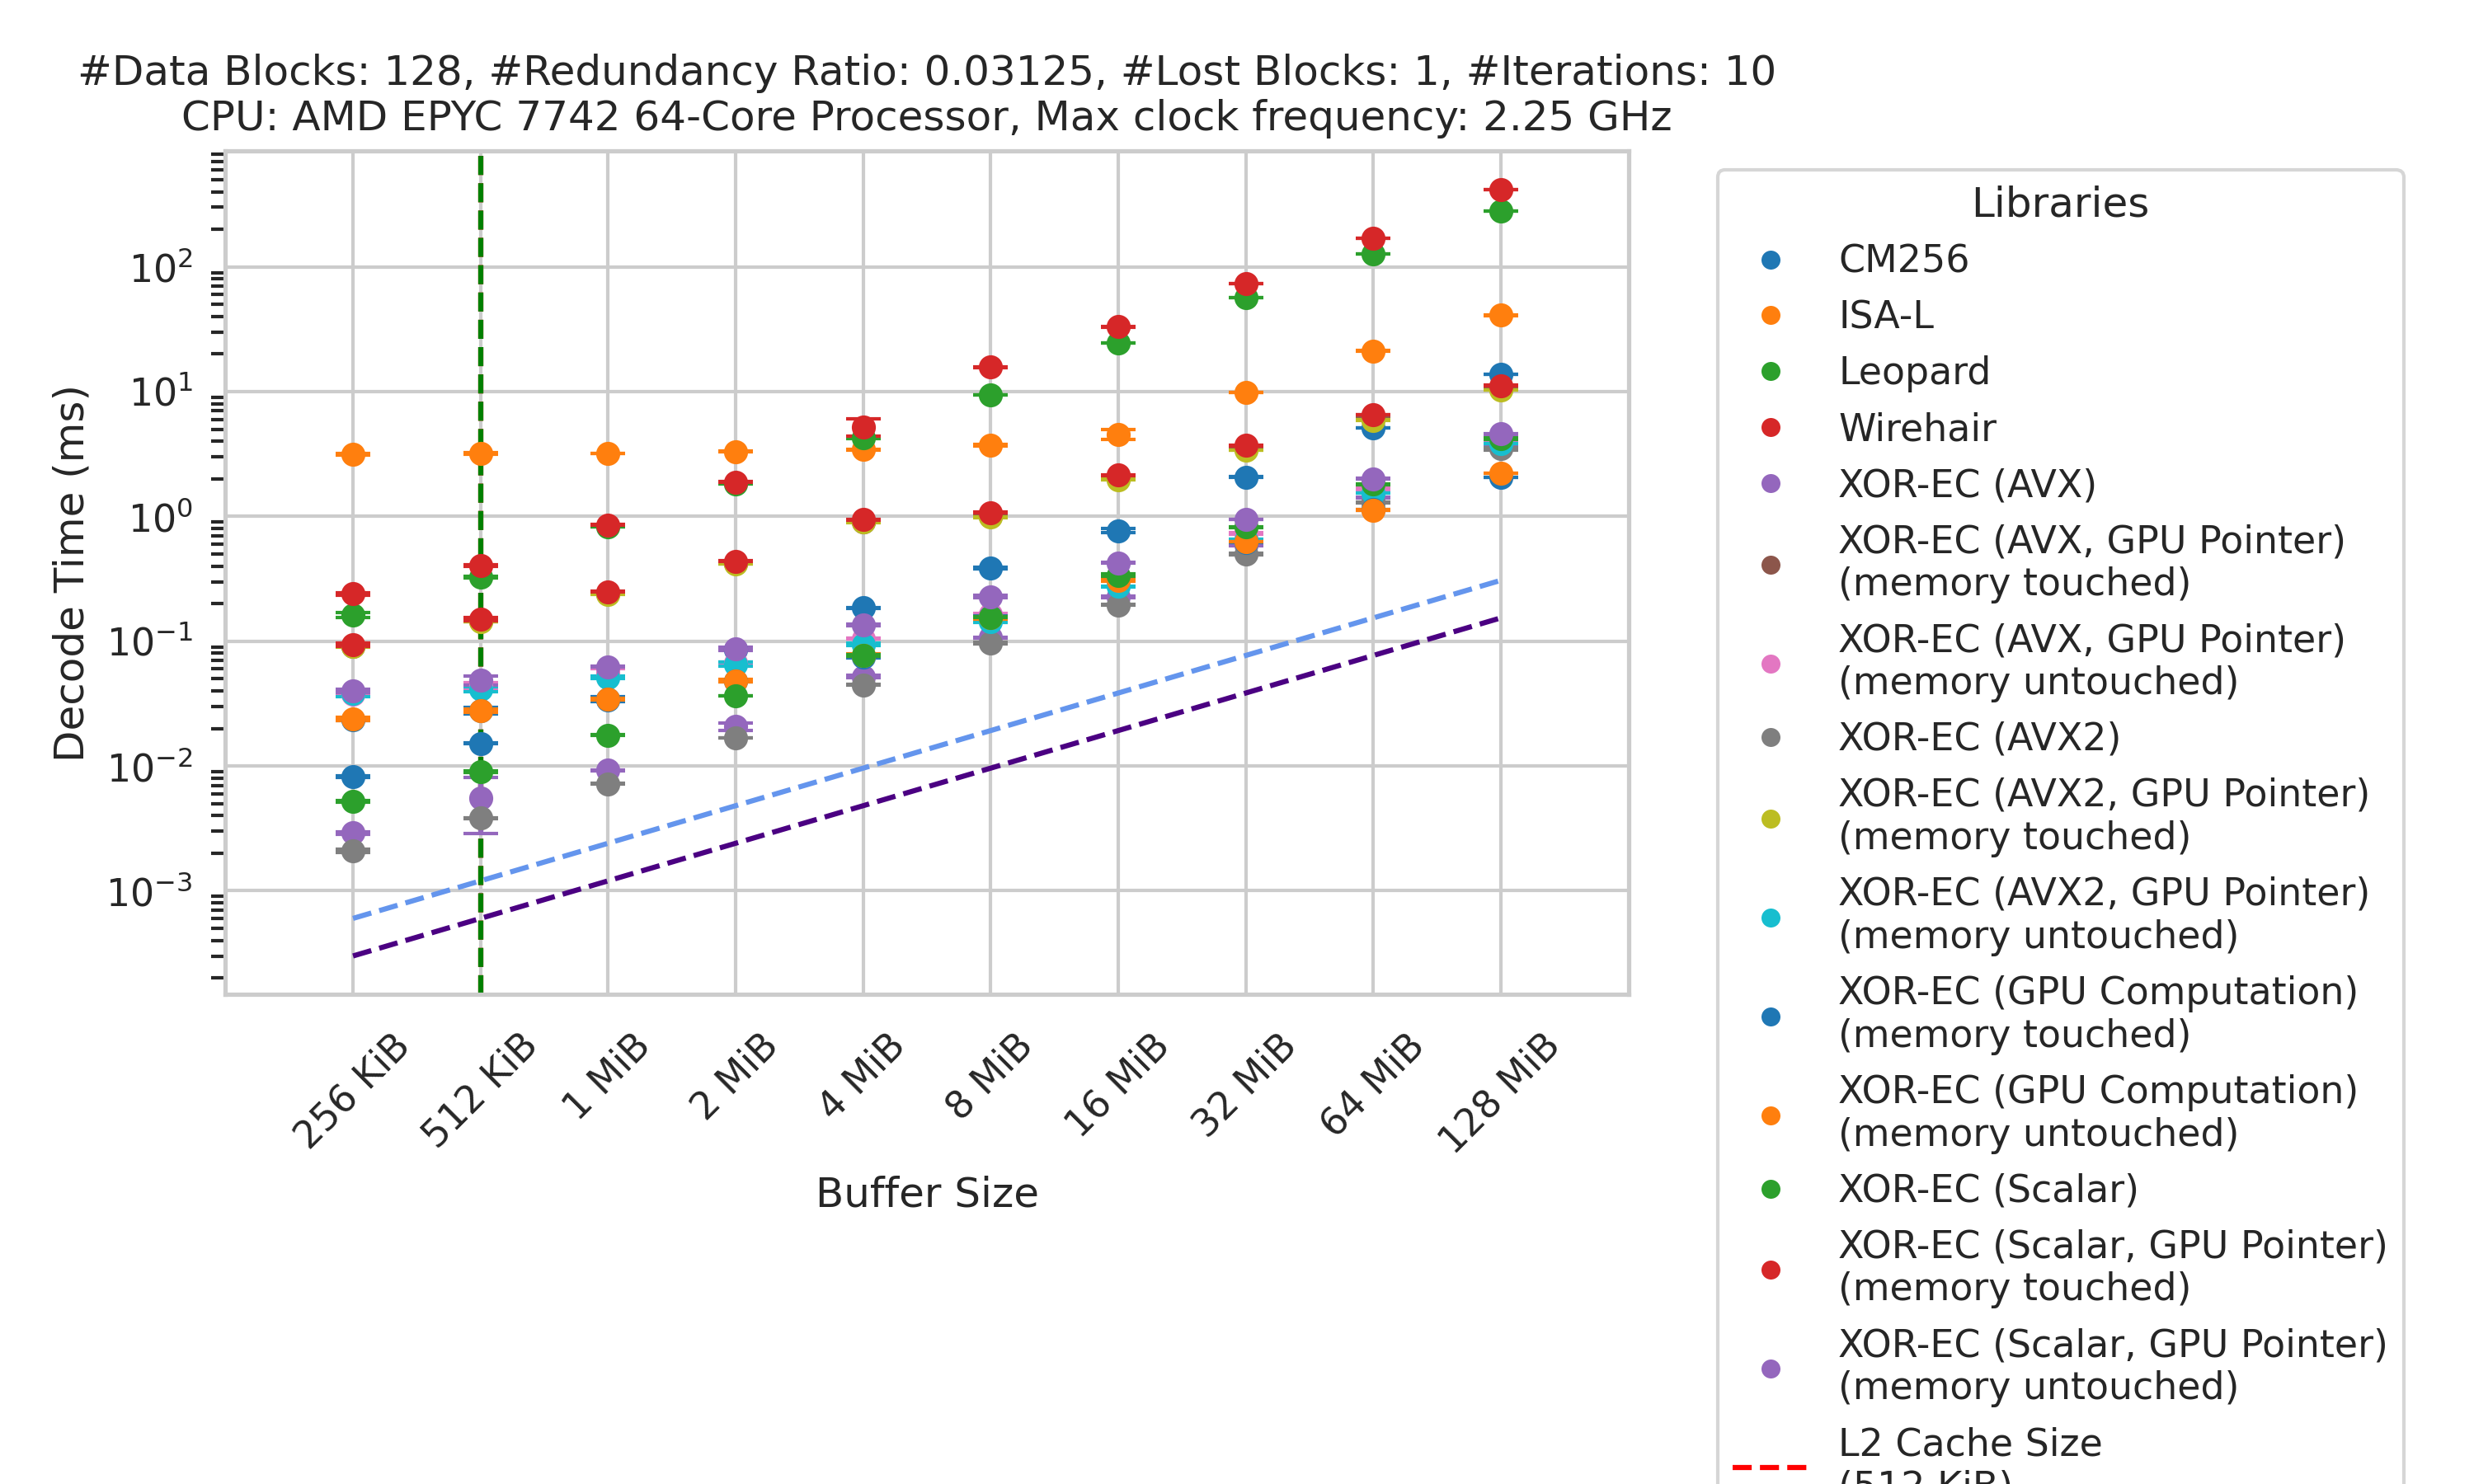 #Data Blocks: 128, #Redundancy Ratio: 0.03125, #Lost Blocks: 1, #Iterations: 10
CPU: AMD EPYC 7742 64-Core Processor, Max clock frequency: 2.25 GHz
Decode Time (ms)
10²
10¹
10⁰
10⁻¹
10⁻²
10⁻³
256 KiB
512 KiB
1 MiB
2 MiB
4 MiB
8 MiB
16 MiB
32 MiB
64 MiB
128 MiB
Buffer Size
Libraries
CM256
ISA-L
Leopard
Wirehair
XOR-EC (AVX)
XOR-EC (AVX, GPU Pointer)
(memory touched)
XOR-EC (AVX, GPU Pointer)
(memory untouched)
XOR-EC (AVX2)
XOR-EC (AVX2, GPU Pointer)
(memory touched)
XOR-EC (AVX2, GPU Pointer)
(memory untouched)
XOR-EC (GPU Computation)
(memory touched)
XOR-EC (GPU Computation)
(memory untouched)
XOR-EC (Scalar)
XOR-EC (Scalar, GPU Pointer)
(memory touched)
XOR-EC (Scalar, GPU Pointer)
(memory untouched)
L2 Cache Size
(512 KiB)